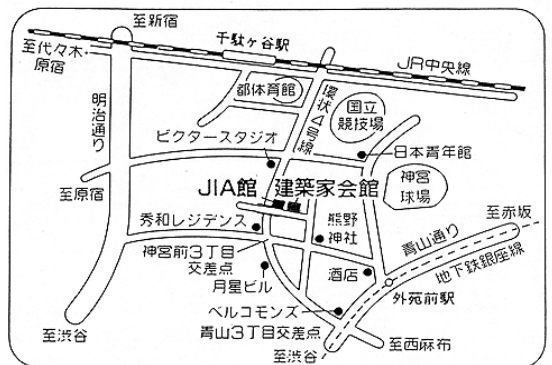 至新宿
千駄ヶ谷駅
至代々木・
原宿
JR中央線
明治通り
都体育館
環状4号線
国立
競技場
ビクタースタジオ
日本青年館
神宮
球場
至原宿
JIA館 建築家会館
秀和レジデンス
熊野
神社
至赤坂
青山通り
地下鉄銀座線
神宮前3丁目
交差点
月星ビル
酒店
外苑前駅
ベルコモンズ
青山3丁目交差点
至渋谷
至渋谷
至西麻布